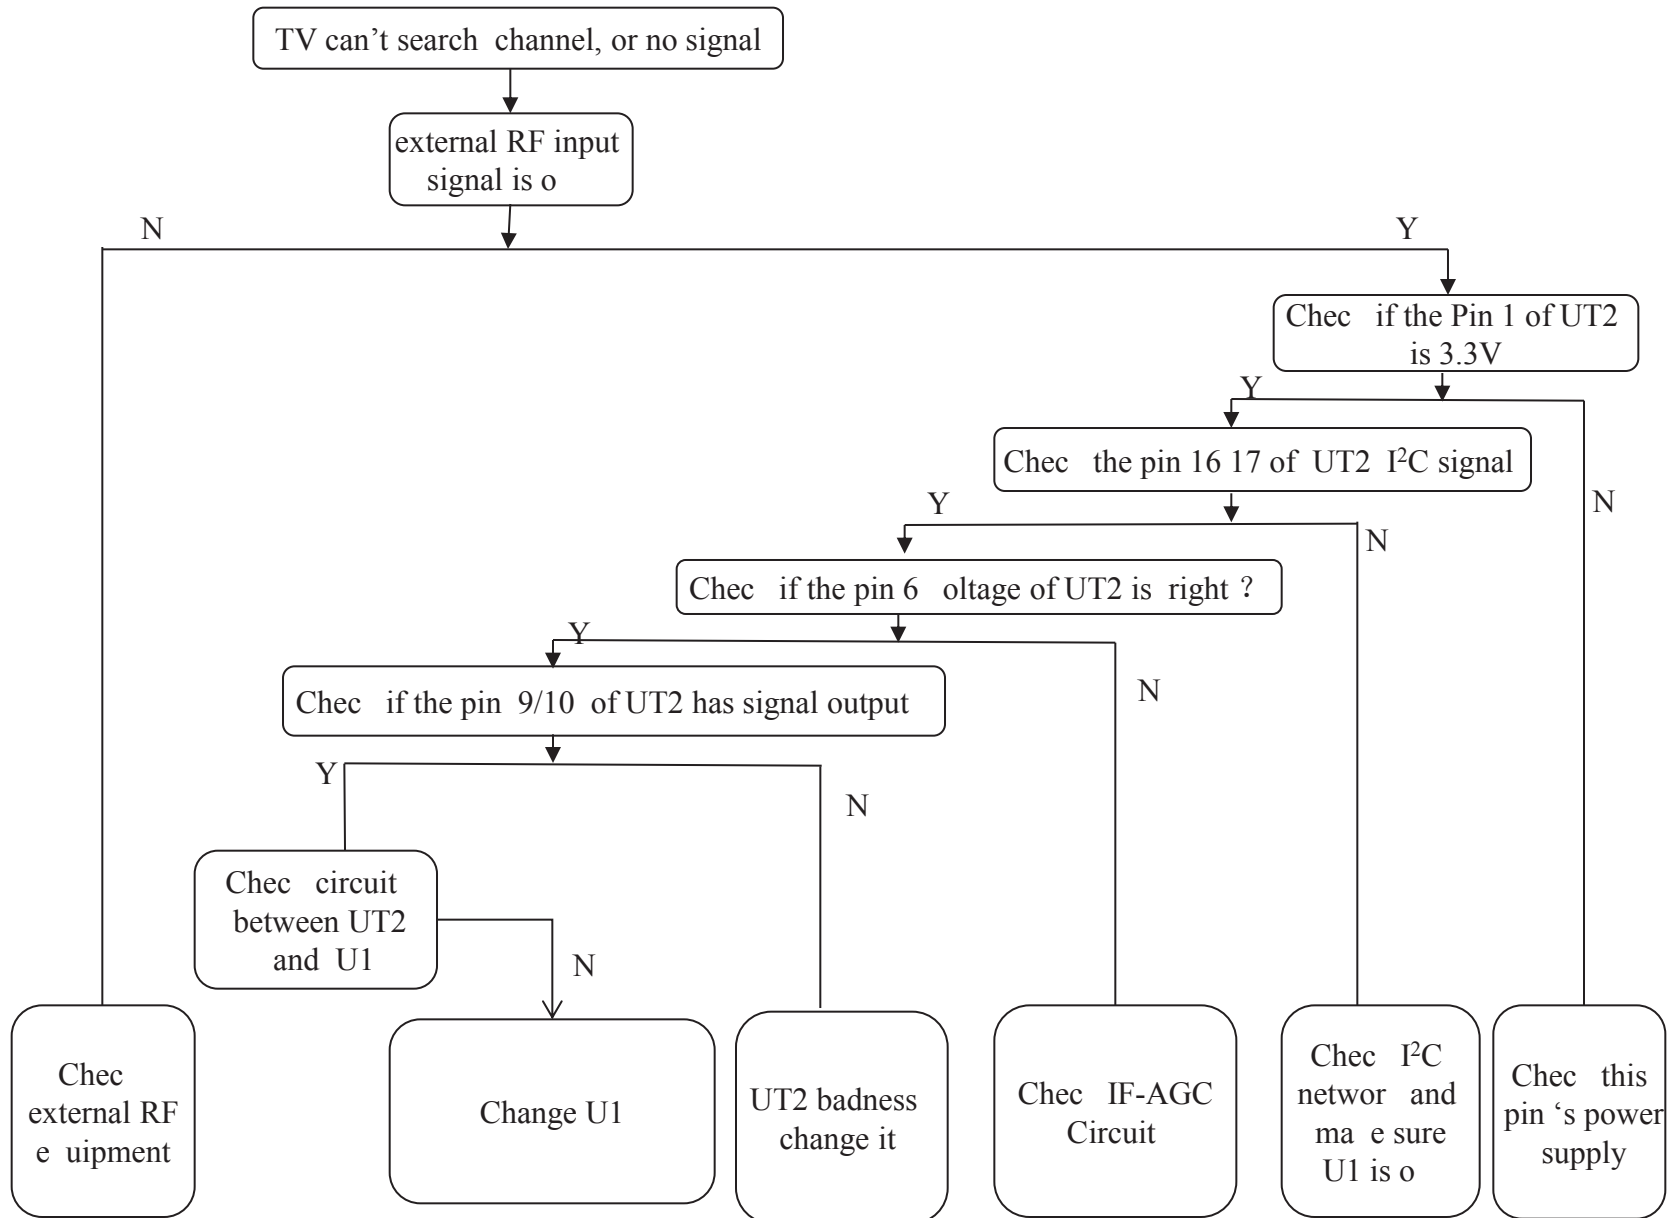 TV can’t search channel, or no signal
external RF input
signal is o
N
Y
Chec if the Pin 1 of UT2
is 3.3V
Y
Chec the pin 16 17 of UT2 I²C signal
N
Y
N
Chec if the pin 6 oltage of UT2 is right？
Y
N
Chec if the pin 9/10 of UT2 has signal output
Y
N
Chec circuit
between UT2
and U1
N
Chec
external RF
e uipment
Change U1
UT2 badness
change it
Chec IF-AGC
Circuit
Chec I²C
networ and
ma e sure
U1 is o
Chec this
pin ‘s power
supply